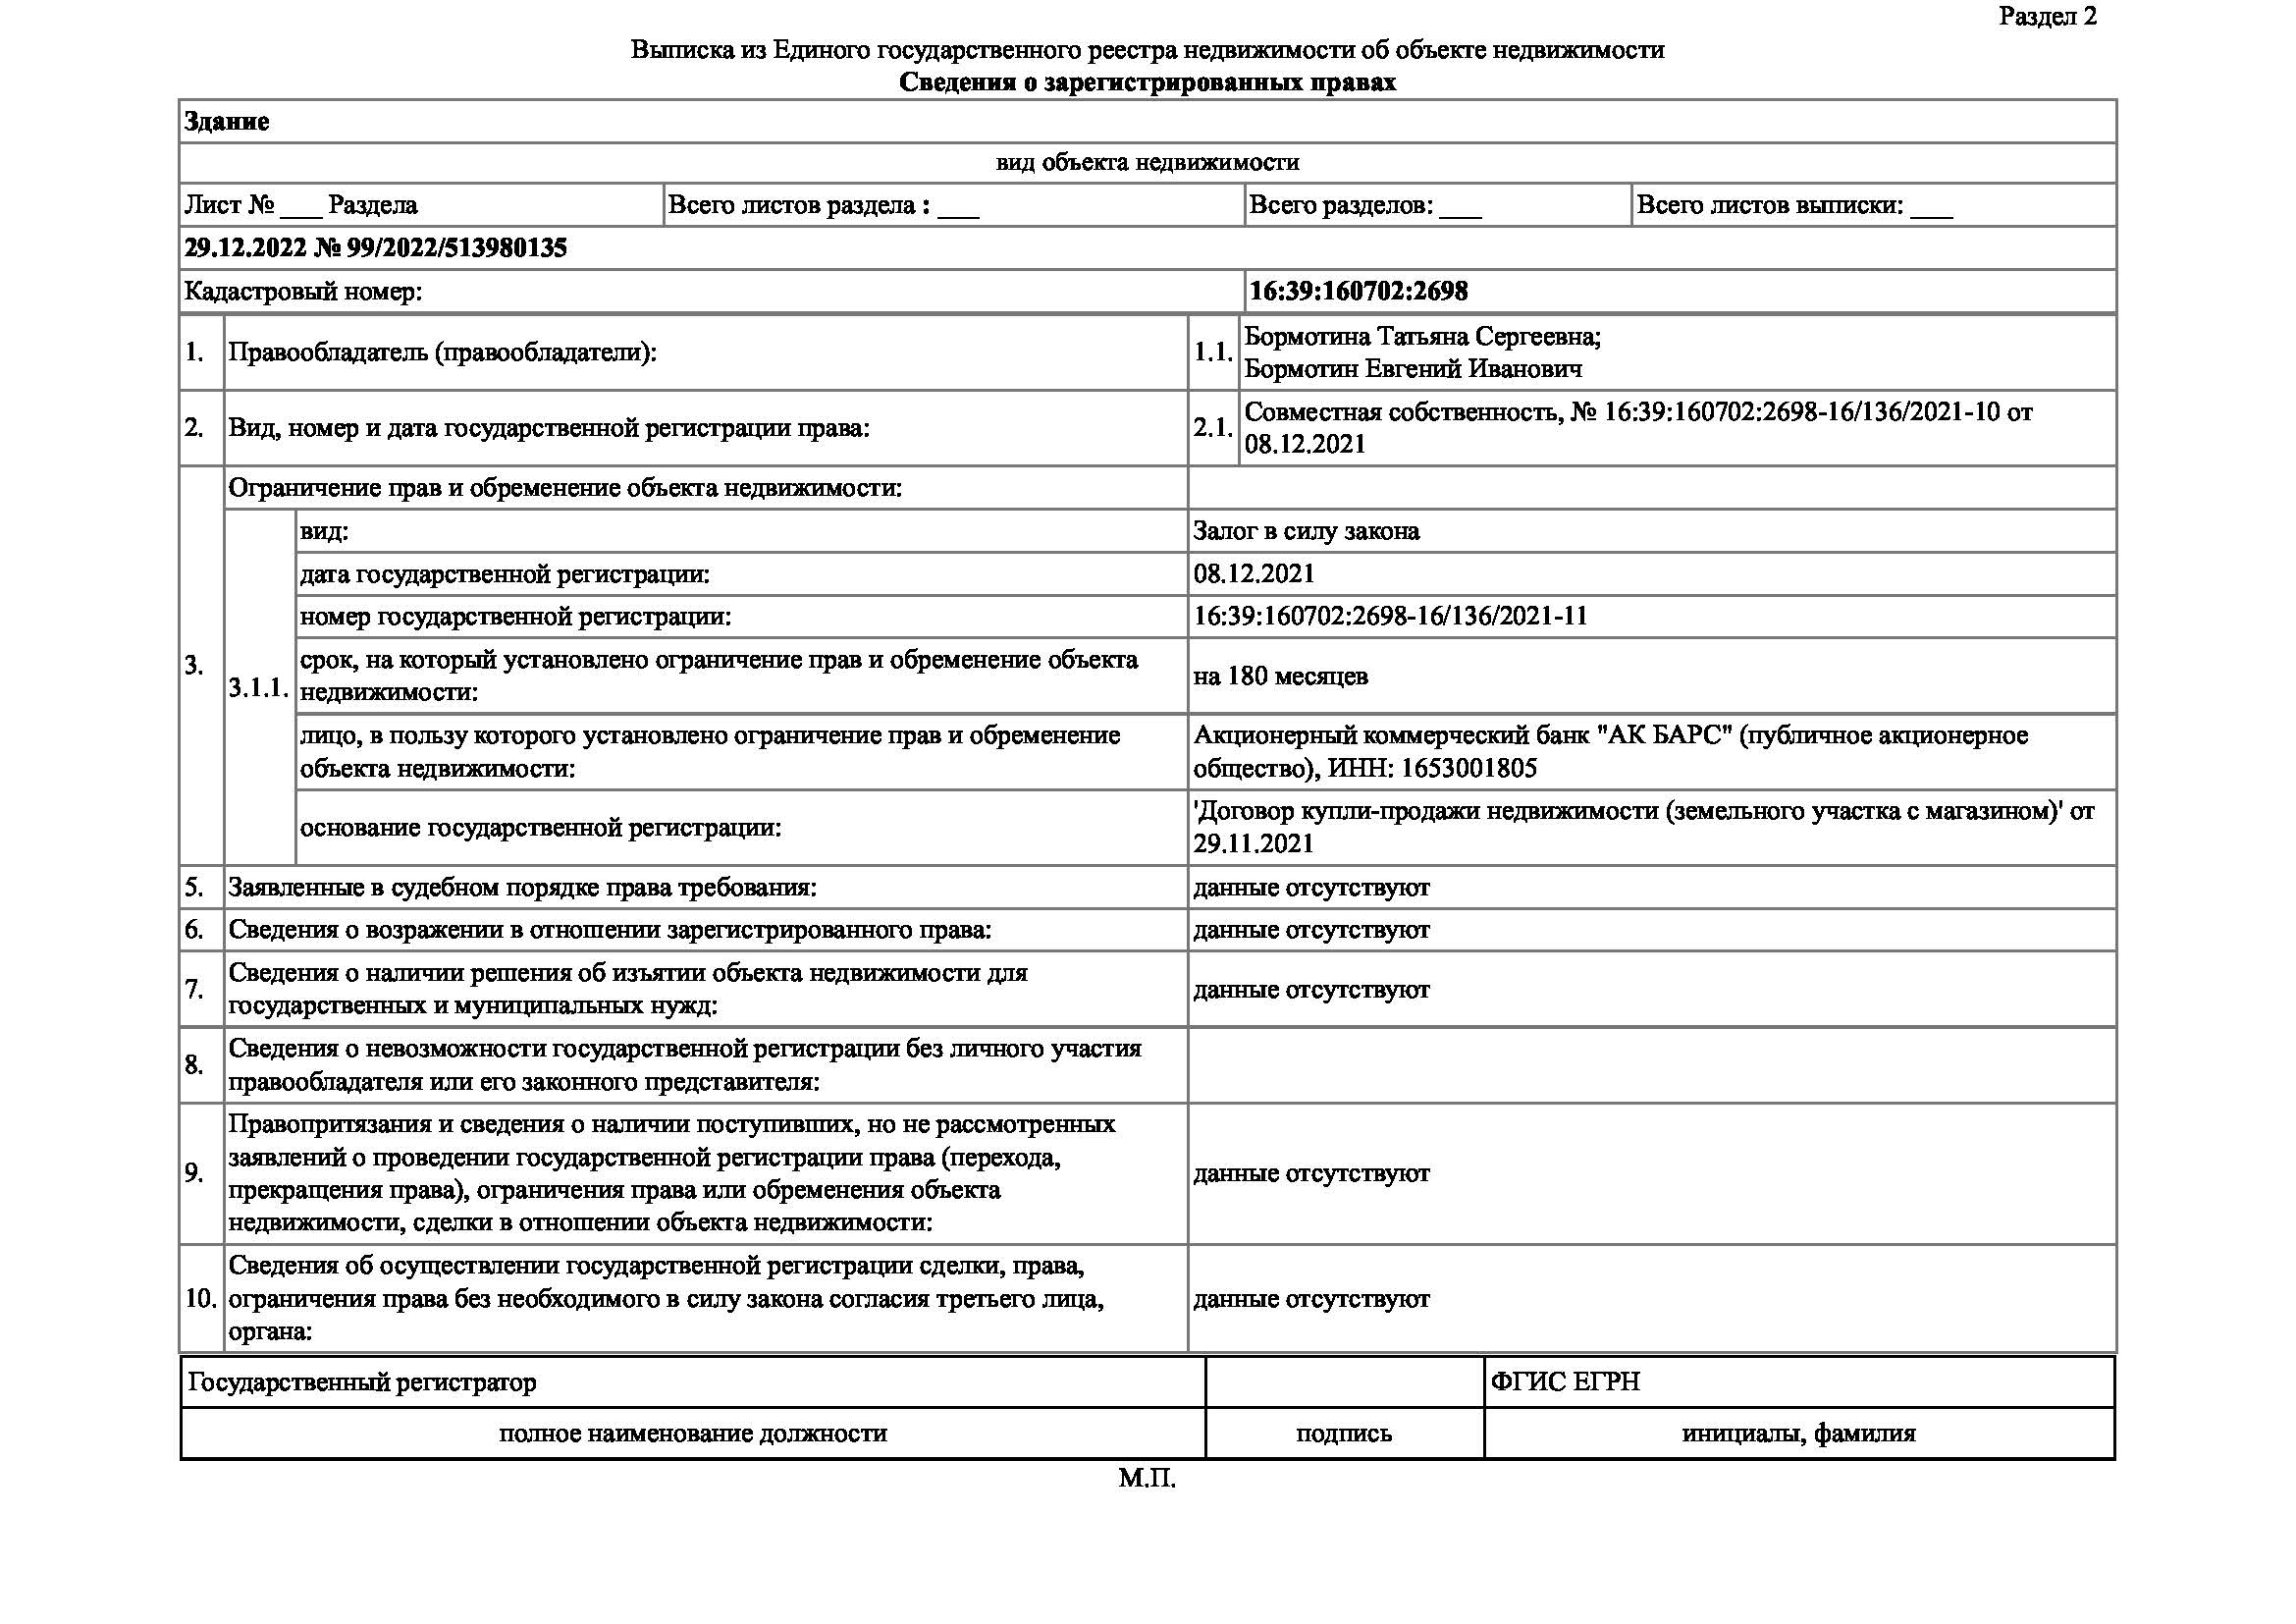 Раздел 2
Выписка из Единого государственного реестра недвижимости об объекте недвижимости
Сведения о зарегистрированных правах
Здание
вид объекта недвижимости
Лист № ___ Раздела
Всего листов раздела : ___
Всего разделов: ___
Всего листов выписки: ___
29.12.2022 № 99/2022/513980135
Кадастровый номер:
16:39:160702:2698
1.
Правообладатель (правообладатели):
1.1.
Бормотина Татьяна Сергеевна;
Бормотин Евгений Иванович
2.
Вид, номер и дата государственной регистрации права:
2.1.
Совместная собственность, № 16:39:160702:2698-16/136/2021-10 от
08.12.2021
3.
Ограничение прав и обременение объекта недвижимости:
3.1.1.
вид:
Залог в силу закона
дата государственной регистрации:
08.12.2021
номер государственной регистрации:
16:39:160702:2698-16/136/2021-11
срок, на который установлено ограничение прав и обременение объекта
недвижимости:
на 180 месяцев
лицо, в пользу которого установлено ограничение прав и обременение
объекта недвижимости:
Акционерный коммерческий банк "АК БАРС" (публичное акционерное
общество), ИНН: 1653001805
основание государственной регистрации:
'Договор купли-продажи недвижимости (земельного участка с магазином)' от
29.11.2021
5.
Заявленные в судебном порядке права требования:
данные отсутствуют
6.
Сведения о возражении в отношении зарегистрированного права:
данные отсутствуют
7.
Сведения о наличии решения об изъятии объекта недвижимости для
государственных и муниципальных нужд:
данные отсутствуют
8.
Сведения о невозможности государственной регистрации без личного участия
правообладателя или его законного представителя:
9.
Правопритязания и сведения о наличии поступивших, но не рассмотренных
заявлений о проведении государственной регистрации права (перехода,
прекращения права), ограничения права или обременения объекта
недвижимости, сделки в отношении объекта недвижимости:
данные отсутствуют
10.
Сведения об осуществлении государственной регистрации сделки, права,
ограничения права без необходимого в силу закона согласия третьего лица,
органа:
данные отсутствуют
Государственный регистратор
ФГИС ЕГРН
полное наименование должности
подпись
инициалы, фамилия
М.П.